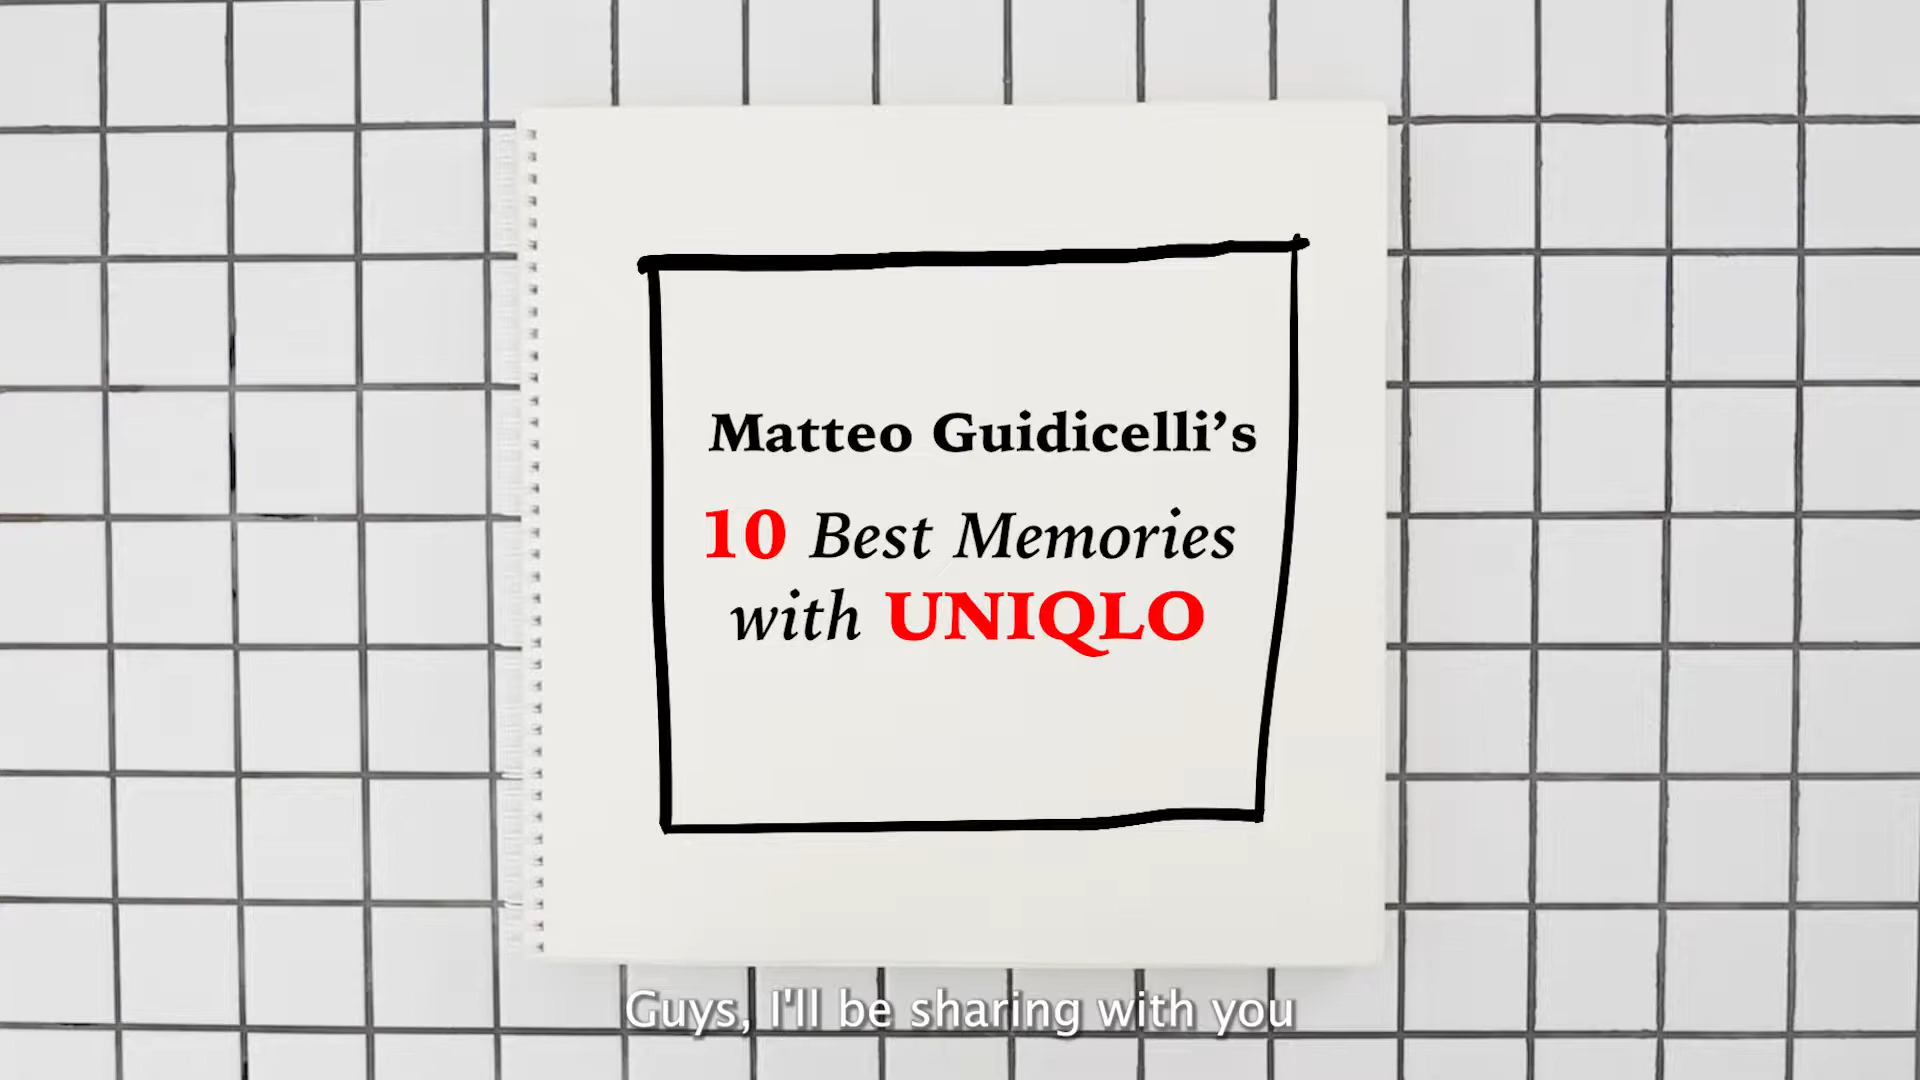 Matteo Guidicelli’s
10 Best Memories
with UNIQLO
Guys, I'll be sharing with you